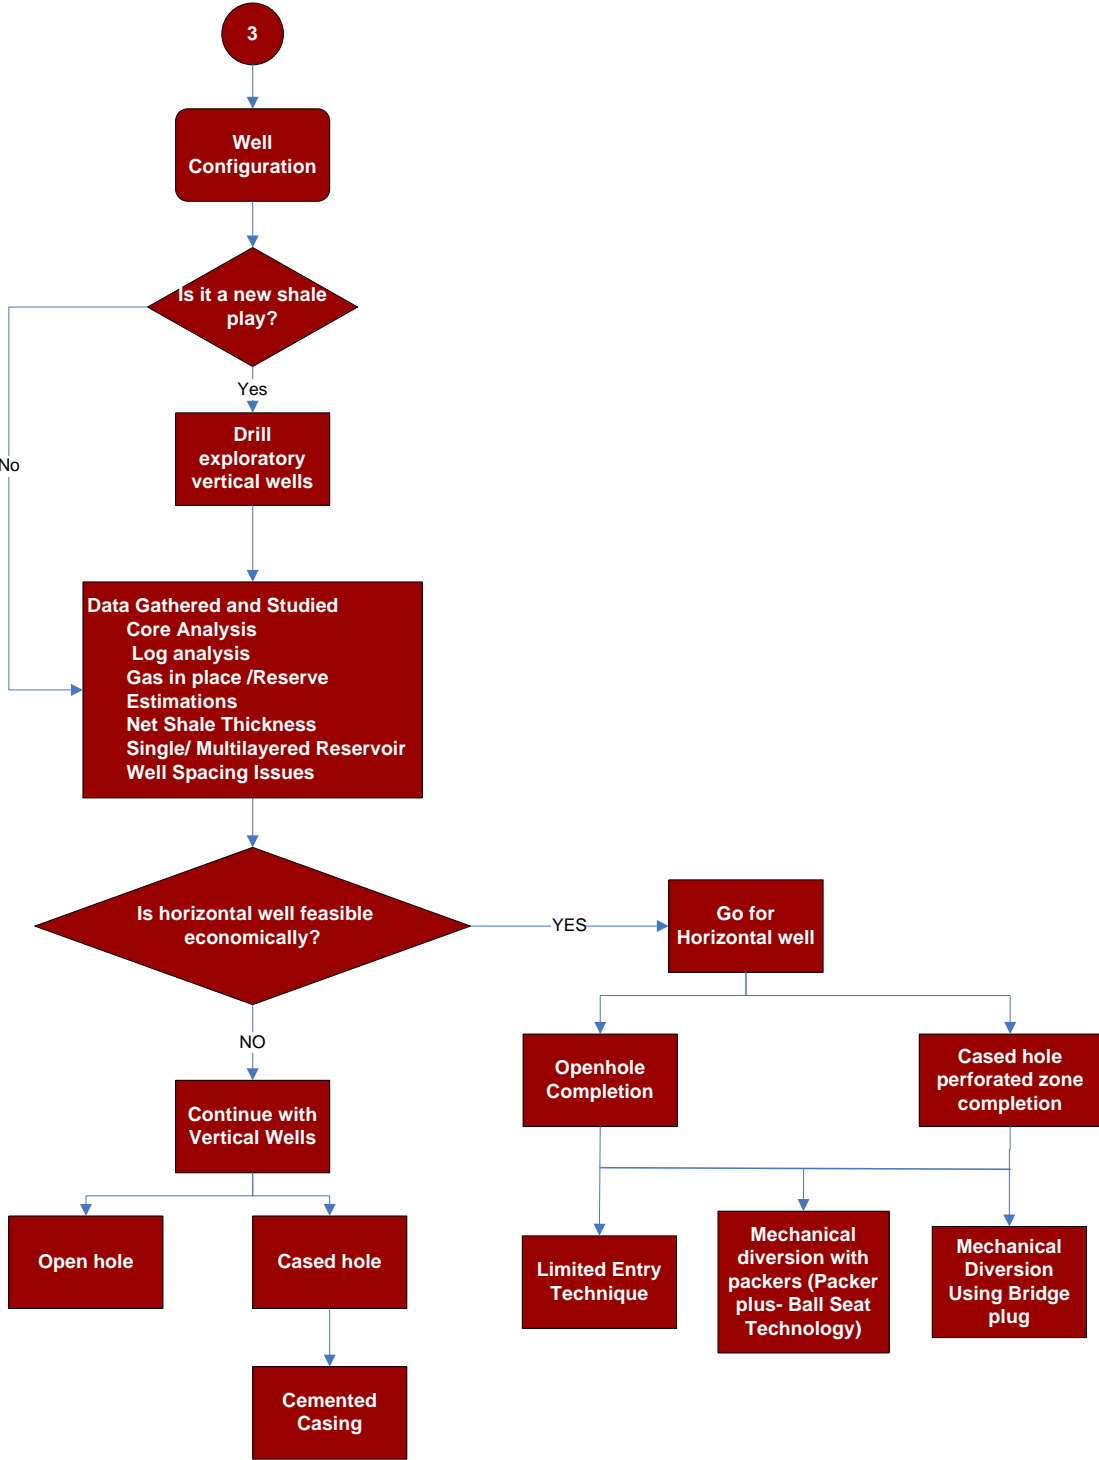 3
Well
Configuration
Is it a new shale
play?
Yes
No
Drill
exploratory
vertical wells
Data Gathered and Studied
Core Analysis
Log analysis
Gas in place /Reserve
Estimations
Net Shale Thickness
Single/ Multilayered Reservoir
Well Spacing Issues
Is horizontal well feasible
economically?
YES
Go for
Horizontal well
NO
Openhole
Completion
Cased hole
perforated zone
completion
Continue with
Vertical Wells
Open hole
Cased hole
Limited Entry
Technique
Mechanical
diversion with
packers (Packer
plus- Ball Seat
Technology)
Mechanical
Diversion
Using Bridge
plug
Cemented
Casing